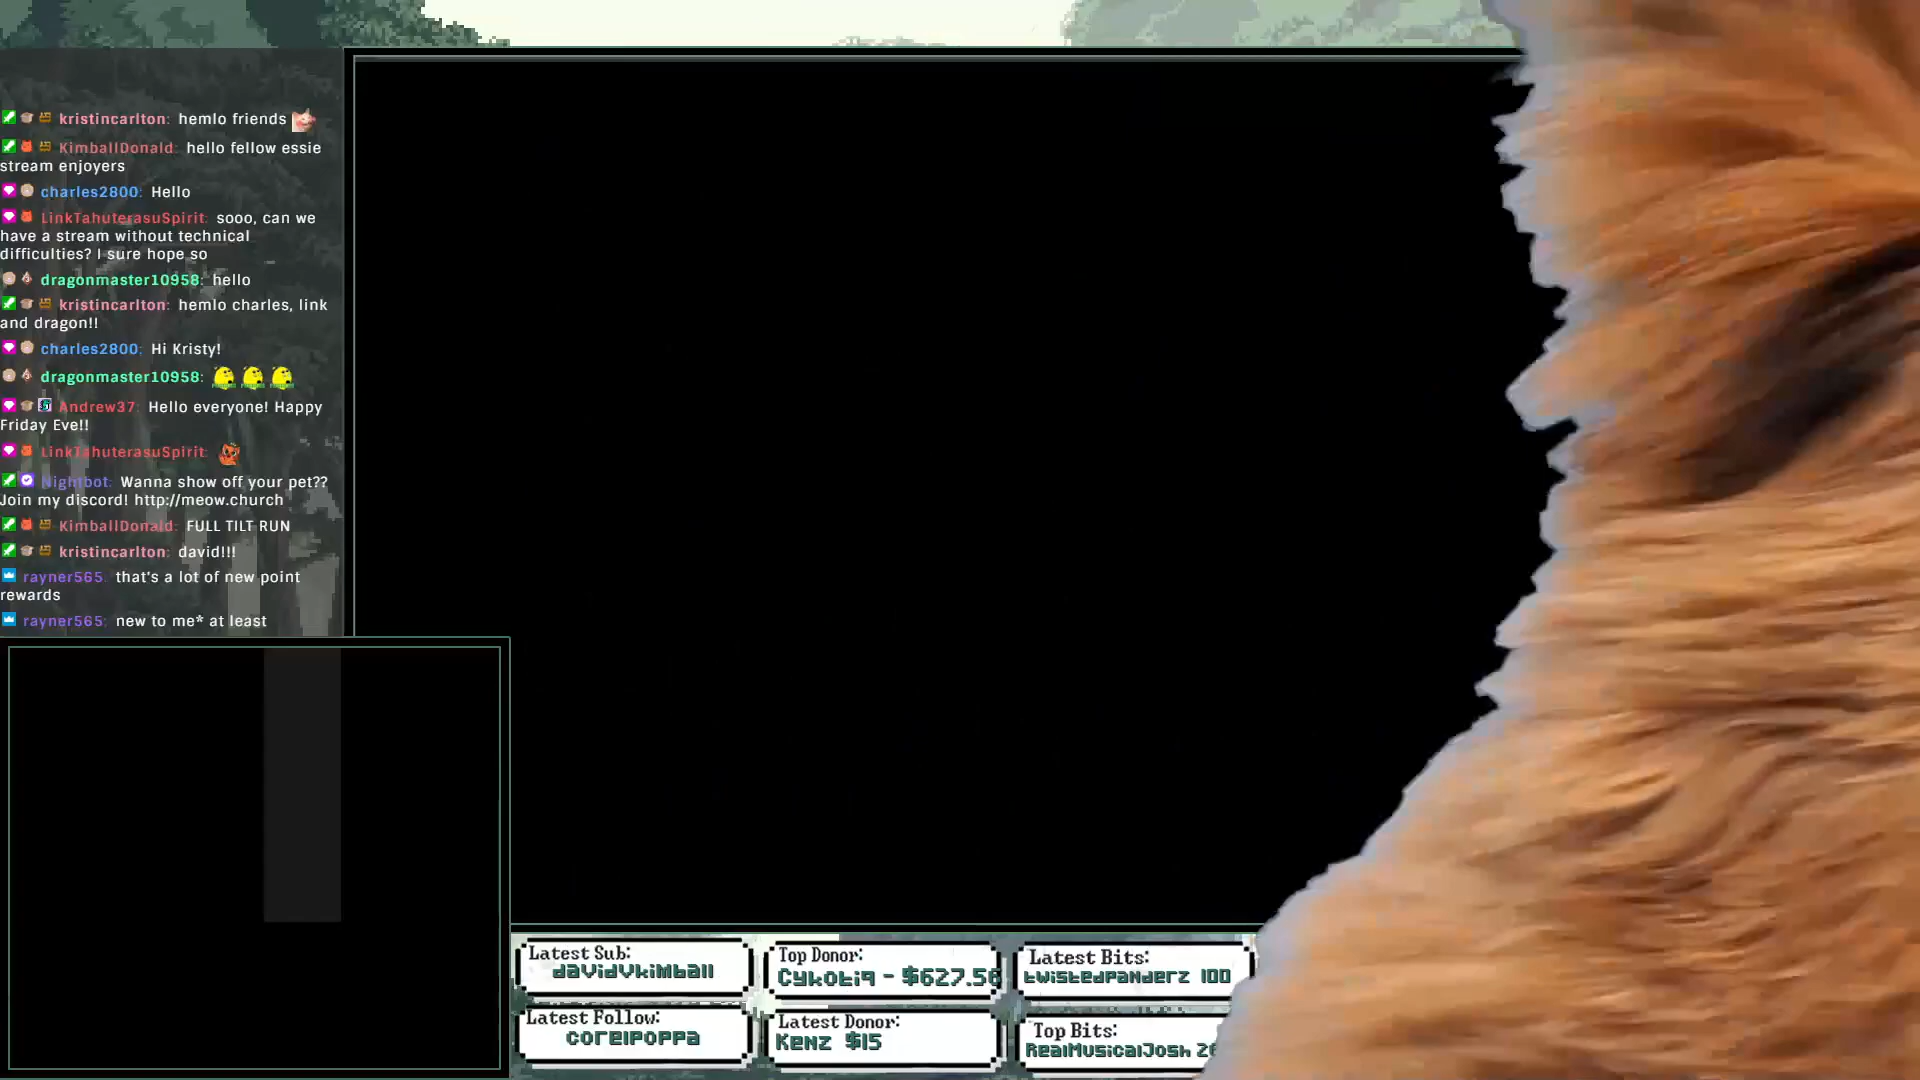 kristincarlton: hemlo friends
KimballDonald: hello fellow essie
stream enjoyers
charles2800: Hello
LinkTahuterasuSpirit: sooo, can we
have a stream without technical
difficulties? I sure hope so
dragonmaster10958: hello
kristincarlton: hemlo charles, link
and dragon!!
charles2800: Hi Kristy!
dragonmaster10958:
Andrew37: Hello everyone! Happy
Friday Eve!!
LinkTahuterasuSpirit:
Nightbot: Wanna show off your pet??
Join my discord! http://meow.church
KimballDonald: FULL TILT RUN
kristincarlton: david!!!
rayner565: that's a lot of new point
rewards
rayner565: new to me* at least
Latest Sub:
davidvkimball
Top Donor:
Cykotiq - $627.56
Latest Bits:
twistedpanderz 100
Latest Follow:
corelpoppa
Latest Donor:
Kenz $15
Top Bits:
RealMusicalJosh